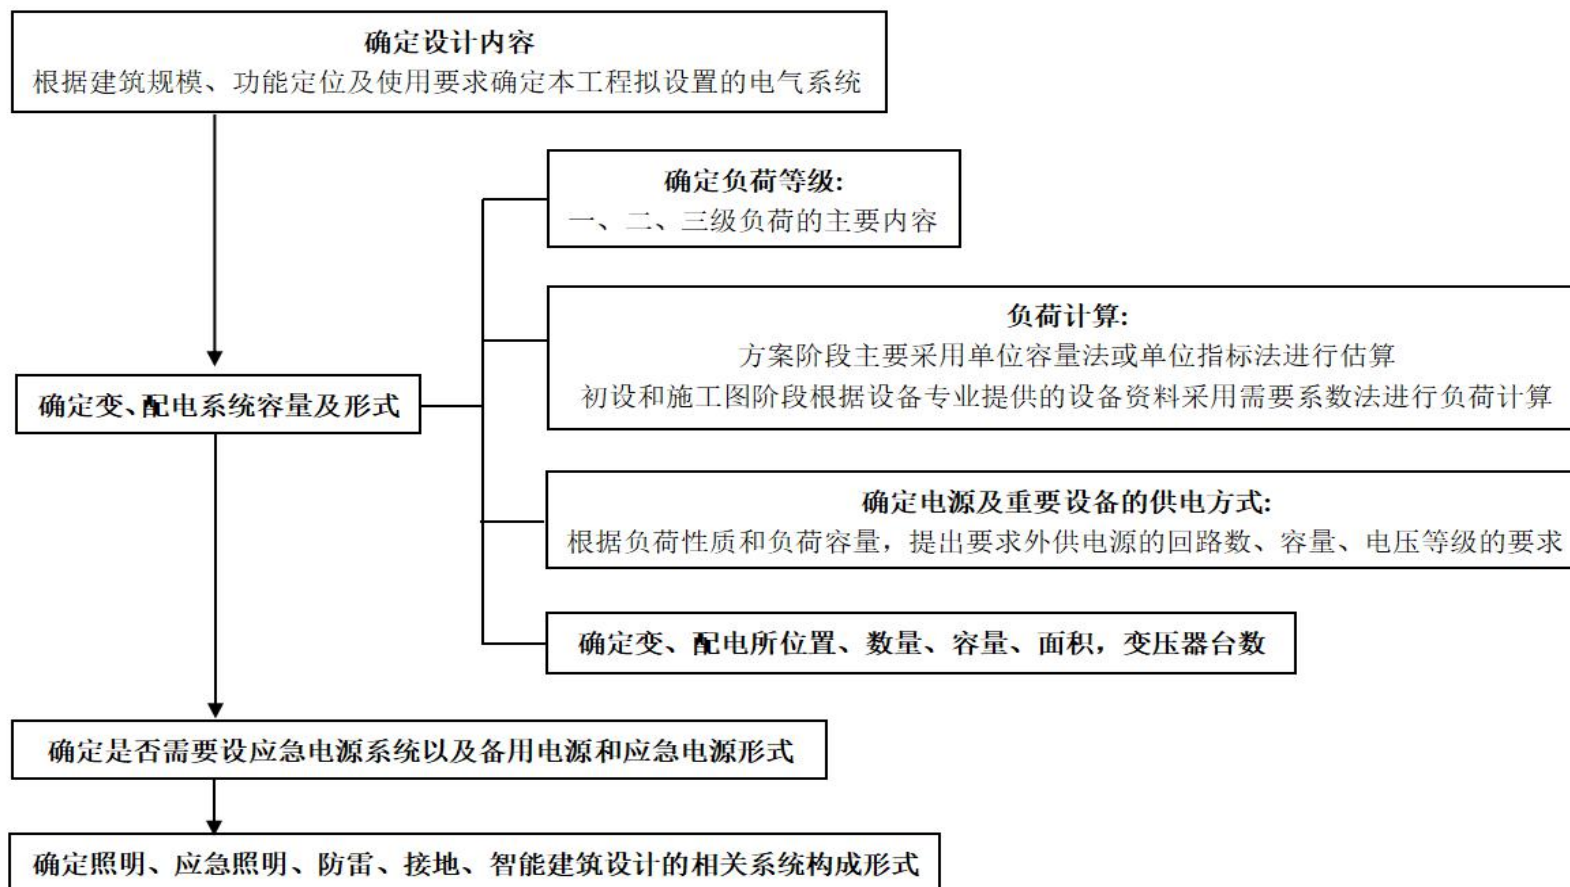 确定设计内容
根据建筑规模、功能定位及使用要求确定本工程拟设置的电气系统
确定负荷等级:
一、二、三级负荷的主要内容
负荷计算:
方案阶段主要采用单位容量法或单位指标法进行估算
初设和施工图阶段根据设备专业提供的设备资料采用需要系数法进行负荷计算
确定变、配电系统容量及形式
确定电源及重要设备的供电方式:
根据负荷性质和负荷容量，提出要求外供电源的回路数、容量、电压等级的要求
确定变、配电所位置、数量、容量、面积，变压器台数
确定是否需要设应急电源系统以及备用电源和应急电源形式
确定照明、应急照明、防雷、接地、智能建筑设计的相关系统构成形式